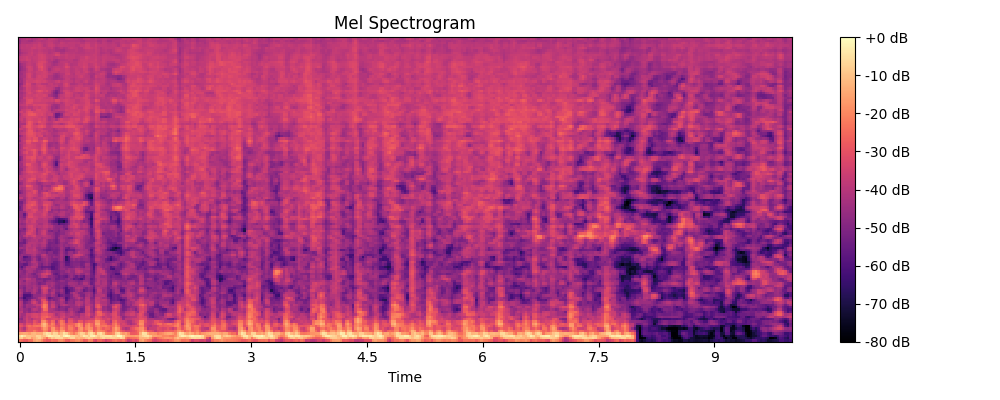 Mel Spectrogram
+0 dB
-10 dB
-20 dB
-30 dB
-40 dB
-50 dB
-60 dB
-70 dB
-80 dB
0 1.5 3 4.5 6 7.5 9
Time